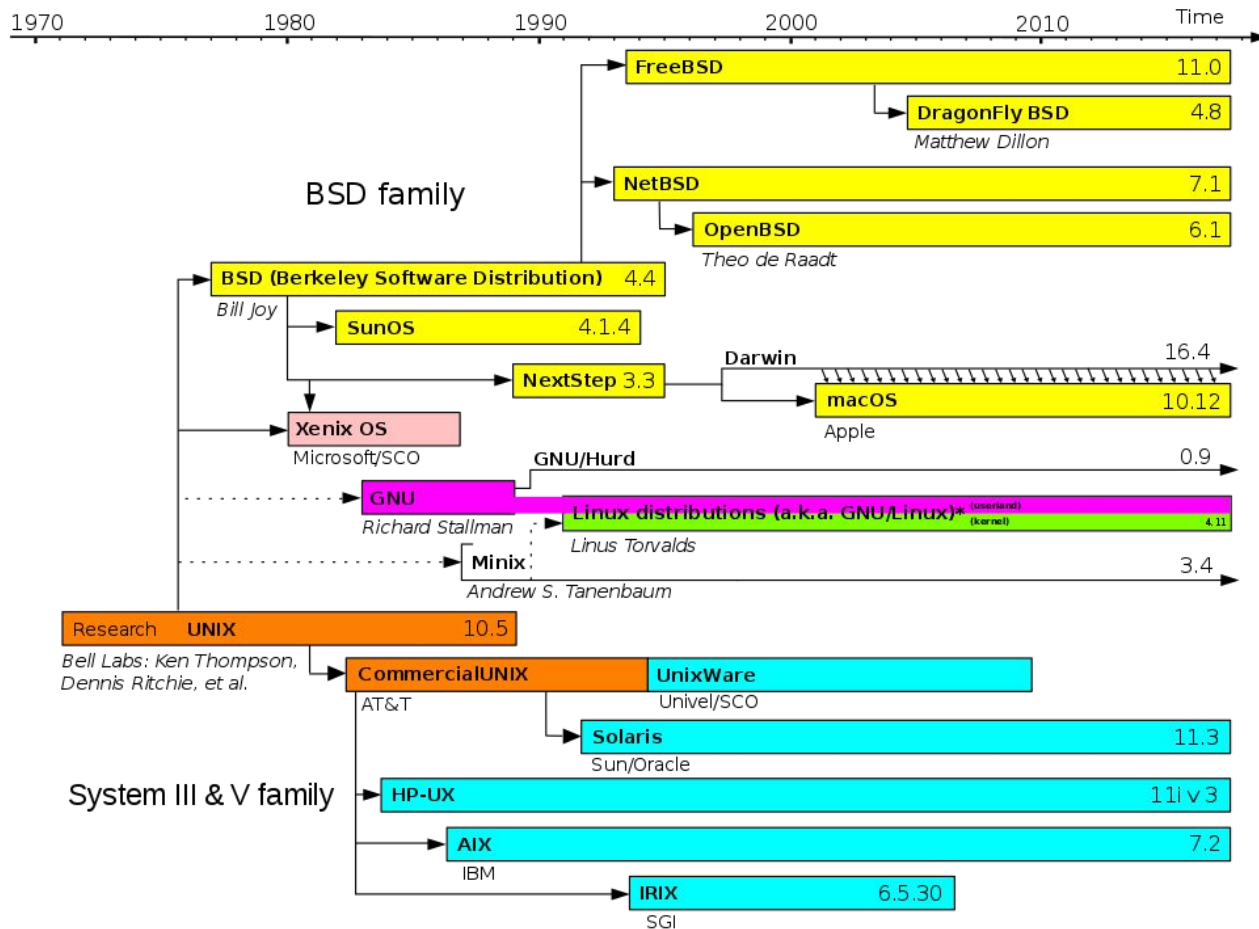 1970 1980 1990 2000 2010 Time
FreeBSD 11.0
DragonFly BSD 4.8
Matthew Dillon
BSD family
NetBSD 7.1
OpenBSD 6.1
Theo de Raadt
BSD (Berkeley Software Distribution) 4.4
Bill Joy
SunOS 4.1.4
Darwin 16.4
NextStep 3.3
macOS 10.12
Apple
Xenix OS
Microsoft/SCO
GNU/Hurd 0.9
GNU
Richard Stallman
Linux distributions (a.k.a. GNU/Linux)* (userland)
(kernel) 4.11
Linus Torvalds
Minix 3.4
Andrew S. Tanenbaum
Research UNIX 10.5
Bell Labs: Ken Thompson,
Dennis Ritchie, et al.
CommercialUNIX UnixWare
AT&T Univel/SCO
Solaris 11.3
Sun/Oracle
System III & V family
HP-UX 11i v 3
AIX 7.2
IBM
IRIX 6.5.30
SGI